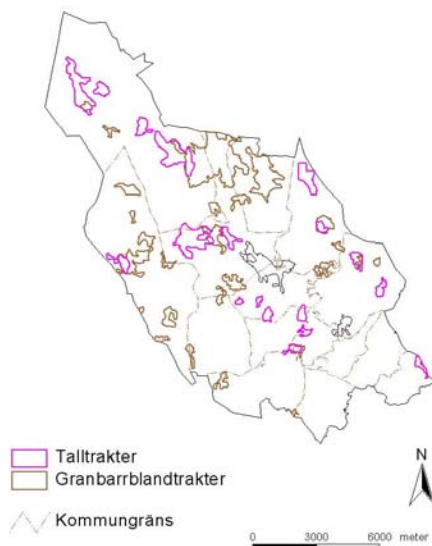 Talltrakter
Granbarrblandtrakter
Kommungräns
N
0 3000 6000 meter